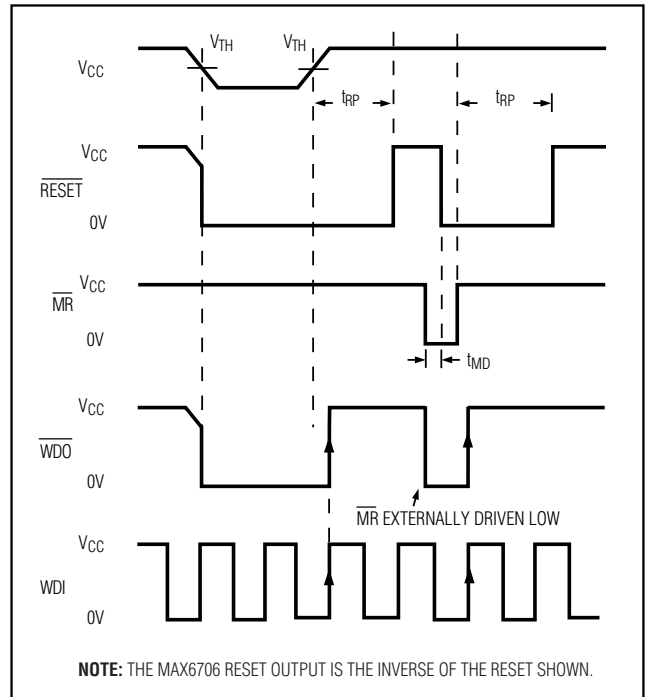 VTH VTH
VCC
tRP tRP
VCC
RESET
0V
VCC
MR
0V
tMD
VCC
WDO
0V
MR EXTERNALLY DRIVEN LOW
VCC
WDI
0V
NOTE: THE MAX6706 RESET OUTPUT IS THE INVERSE OF THE RESET SHOWN.